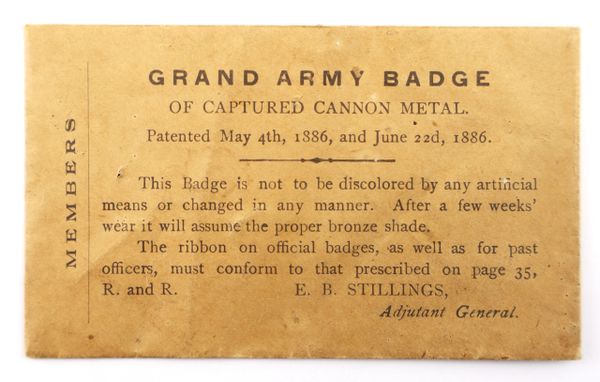 MEMBERS
GRAND ARMY BADGE
OF CAPTURED CANNON METAL.
Patented May 4th, 1886, and June 22d, 1886.
This Badge is not to be discolored by any artificial
means or changed in any manner. After a few weeks'
wear it will assume the proper bronze shade.
The ribbon on official badges, as well as for past
officers, must conform to that prescribed on page 35,
R. and R. E. B. STILLINGS,
Adjutant General.